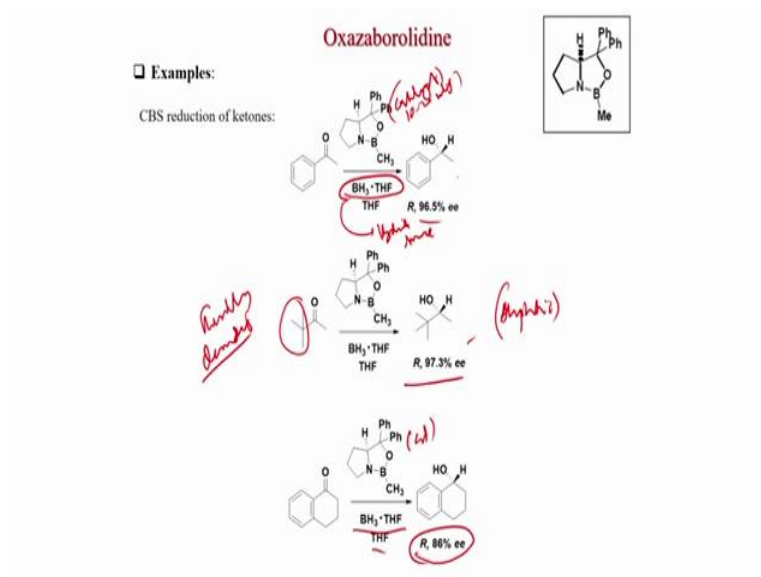 Oxazaborolidine
❑ Examples:
CBS reduction of ketones:
H Ph Ph
O
N B
Me
H Ph Ph
O
N B
CH₃
O
BH₃·THF
THF
HO H
R, 96.5% ee
H Ph Ph
O
N B
CH₃
O
BH₃·THF
THF
HO H
R, 97.3% ee
H Ph Ph
O
N B
CH₃
(cat)
O
BH₃·THF
THF
HO H
R, 86% ee